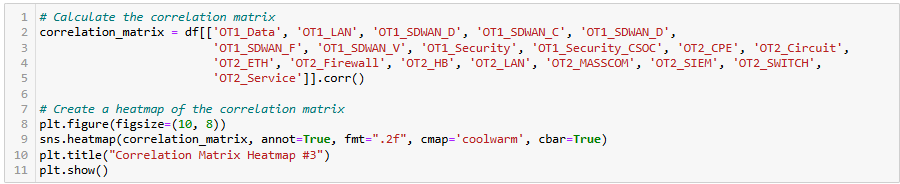 1 # Calculate the correlation matrix
2 correlation_matrix = df[['OT1_Data', 'OT1_LAN', 'OT1_SDWAN_D', 'OT1_SDWAN_C', 'OT1_SDWAN_D',
3 'OT1_SDWAN_F', 'OT1_SDWAN_V', 'OT1_Security', 'OT1_Security_CSOC', 'OT2_CPE', 'OT2_Circuit',
4 'OT2_ETH', 'OT2_Firewall', 'OT2_HB', 'OT2_LAN', 'OT2_MASSCOM', 'OT2_SIEM', 'OT2_SWITCH',
5 'OT2_Service']].corr()
6
7 # Create a heatmap of the correlation matrix
8 plt.figure(figsize=(10, 8))
9 sns.heatmap(correlation_matrix, annot=True, fmt=".2f", cmap='coolwarm', cbar=True)
10 plt.title("Correlation Matrix Heatmap #3")
11 plt.show()